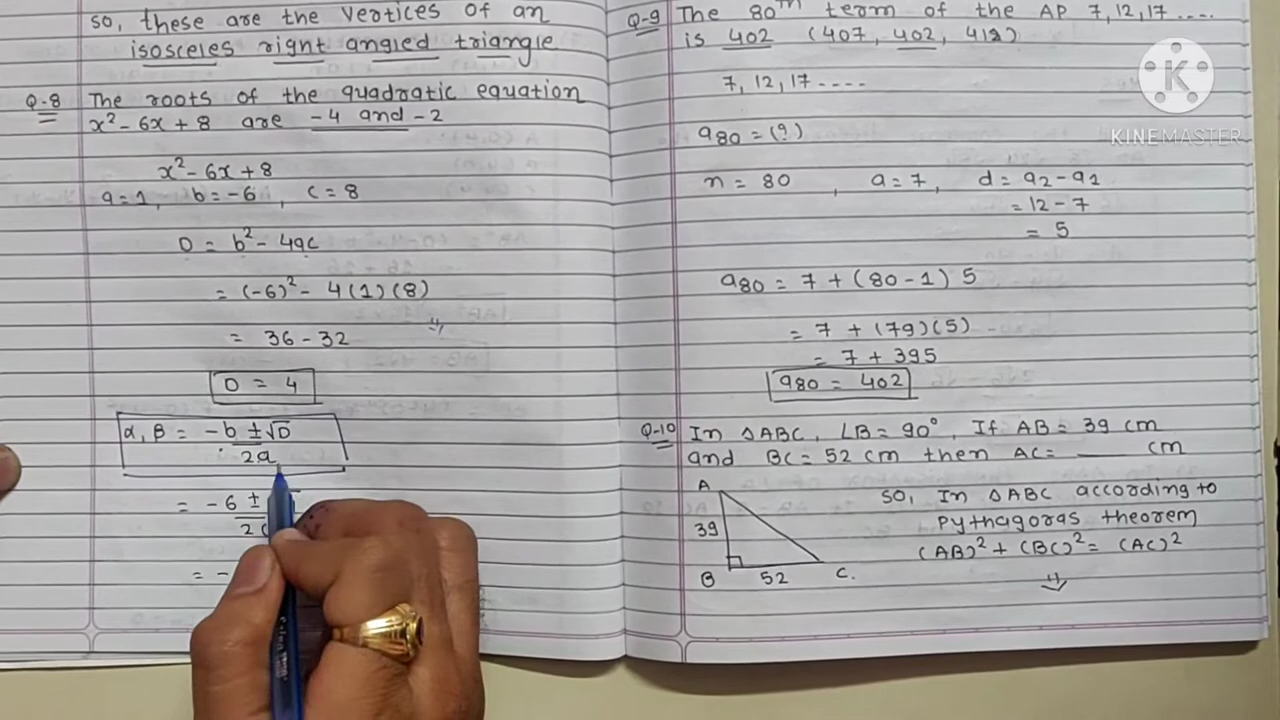 so, these are the vertices of an
isosceles right angled triangle
Q-8 The roots of the quadratic equation
x² - 6x + 8 are -4 and -2
x² - 6x + 8
a = 1, b = -6, c = 8
D = b² - 4ac
= (-6)² - 4(1)(8)
= 36 - 32
D = 4
α, β = -b ± √D
2a
= -6 ±
2(
= -
Q-9 The 80th term of the AP 7, 12, 17 ....
is 402 (407, 402, 412)
7, 12, 17 ....
a80 = (?)
n = 80, a = 7, d = a2 - a1
= 12 - 7
= 5
a80 = 7 + (80 - 1) 5
= 7 + (79)(5)
= 7 + 395
a80 = 402
Q-10 In △ABC, ∠B = 90°, If AB = 39 cm
and BC = 52 cm then AC = ___ cm
A
39
B 52 C.
so, In △ABC according to
Pythagoras theorem
(AB)² + (BC)² = (AC)²
K
KINEMASTER